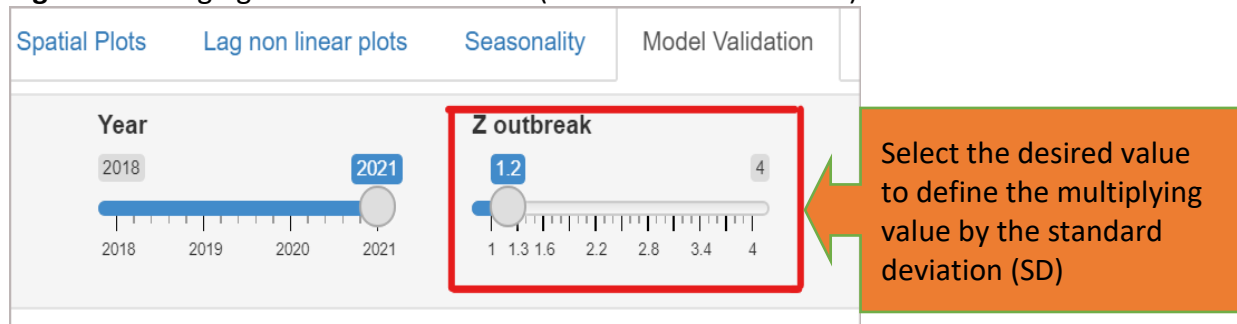 Spatial Plots Lag non linear plots Seasonality Model Validation
Year
2018 2021
2018 2019 2020 2021
Z outbreak
1.2 4
1 1.3 1.6 2.2 2.8 3.4 4
Select the desired value
to define the multiplying
value by the standard
deviation (SD)